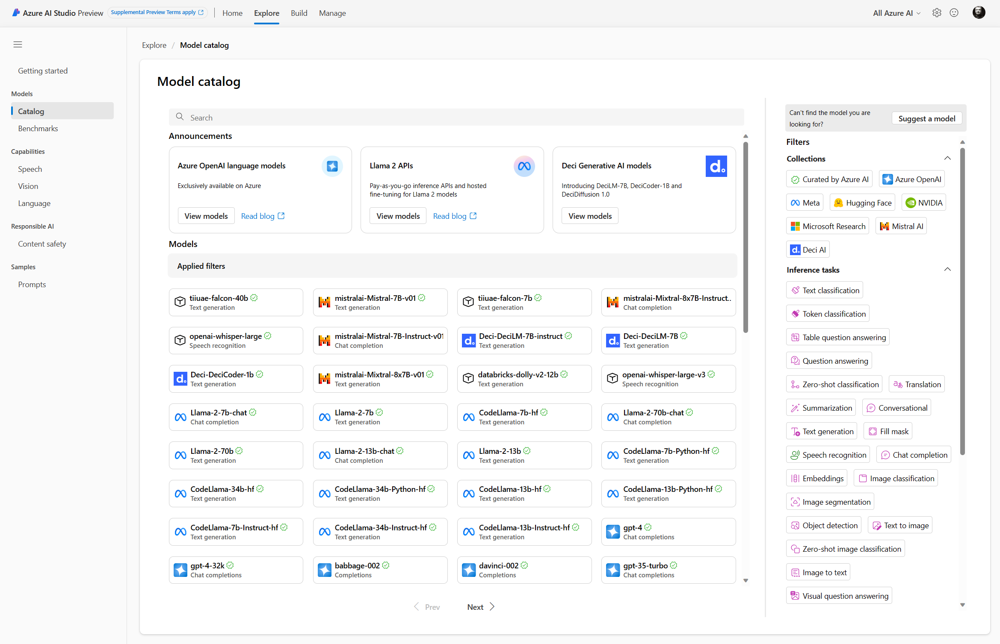 Azure AI Studio Preview Supplemental Preview Terms apply Home Explore Build Manage All Azure AI
Explore / Model catalog
Getting started
Models
Catalog
Benchmarks
Capabilities
Speech
Vision
Language
Responsible AI
Content safety
Samples
Prompts
Model catalog
Search
Announcements
Azure OpenAI language models
Exclusively available on Azure
View models Read blog
Llama 2 APIs
Pay-as-you-go inference APIs and hosted
fine-tuning for Llama 2 models
View models Read blog
Deci Generative AI models
d.
Introducing DeciLM-7B, DeciCoder-1B and
DeciDiffusion 1.0
View models
Models
Applied filters
tiiuae-falcon-40b
Text generation
mistralai-Mistral-7B-v01
Text generation
tiiuae-falcon-7b
Text generation
mistralai-Mixtral-8x7B-Instruct..
Chat completion
openai-whisper-large
Speech recognition
mistralai-Mistral-7B-Instruct-v01
Chat completion
d. Deci-DeciLM-7B-instruct
Text generation
d. Deci-DeciLM-7B
Text generation
d. Deci-DeciCoder-1b
Text generation
mistralai-Mixtral-8x7B-v01
Text generation
databricks-dolly-v2-12b
Text generation
openai-whisper-large-v3
Speech recognition
Llama-2-7b-chat
Chat completion
Llama-2-7b
Text generation
CodeLlama-7b-hf
Text generation
Llama-2-70b-chat
Chat completion
Llama-2-70b
Text generation
Llama-2-13b-chat
Chat completion
Llama-2-13b
Text generation
CodeLlama-7b-Python-hf
Text generation
CodeLlama-34b-hf
Text generation
CodeLlama-34b-Python-hf
Text generation
CodeLlama-13b-hf
Text generation
CodeLlama-13b-Python-hf
Text generation
CodeLlama-7b-Instruct-hf
Text generation
CodeLlama-34b-Instruct-hf
Text generation
CodeLlama-13b-Instruct-hf
Text generation
gpt-4
Chat completions
gpt-4-32k
Chat completions
babbage-002
Completions
davinci-002
Completions
gpt-35-turbo
Chat completions
Prev Next
Can't find the model you are
looking for?
Suggest a model
Filters
Collections
Curated by Azure AI Azure OpenAI
Meta Hugging Face NVIDIA
Microsoft Research Mistral AI
d. Deci AI
Inference tasks
Text classification
Token classification
Table question answering
Question answering
Zero-shot classification Translation
Summarization Conversational
Text generation Fill mask
Speech recognition Chat completion
Embeddings Image classification
Image segmentation
Object detection Text to image
Zero-shot image classification
Image to text
Visual question answering